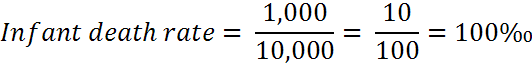 Infant death rate = 1,000/10,000 = 10/100 = 100‰